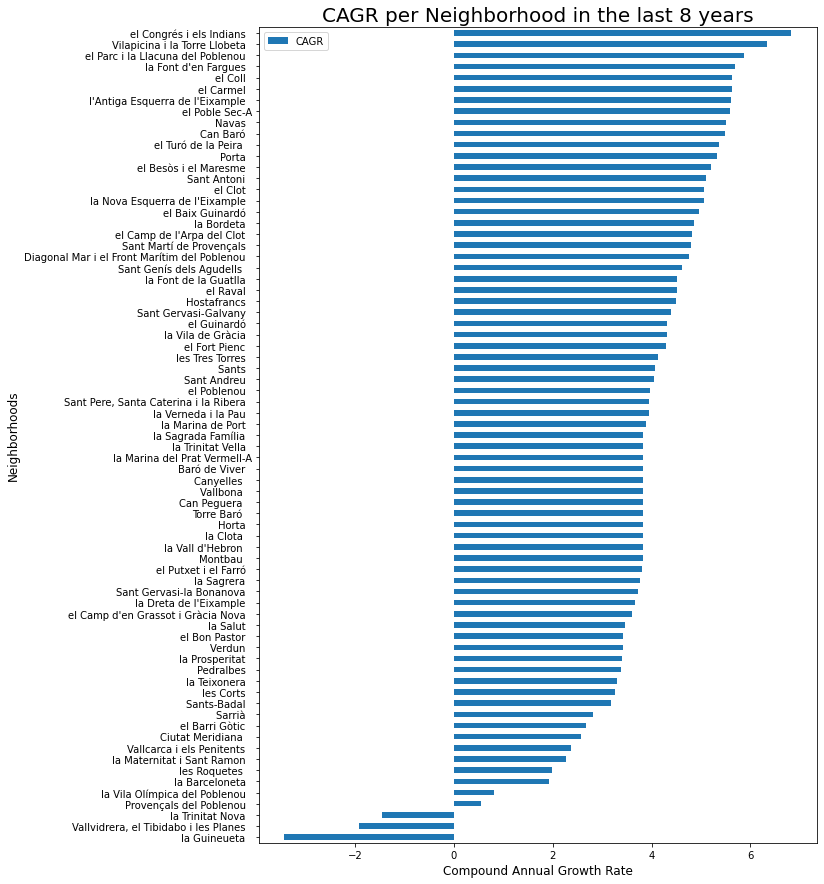 CAGR per Neighborhood in the last 8 years
CAGR
el Congrés i els Indians
Vilapicina i la Torre Llobeta
el Parc i la Llacuna del Poblenou
la Font d'en Fargues
el Coll
el Carmel
l'Antiga Esquerra de l'Eixample
el Poble Sec-A
Navas
Can Baró
el Turó de la Peira
Porta
el Besòs i el Maresme
Sant Antoni
el Clot
la Nova Esquerra de l'Eixample
el Baix Guinardó
la Bordeta
el Camp de l'Arpa del Clot
Sant Martí de Provençals
Diagonal Mar i el Front Marítim del Poblenou
Sant Genís dels Agudells
la Font de la Guatlla
el Raval
Hostafrancs
Sant Gervasi-Galvany
el Guinardó
la Vila de Gràcia
el Fort Pienc
les Tres Torres
Sants
Sant Andreu
el Poblenou
Sant Pere, Santa Caterina i la Ribera
la Verneda i la Pau
la Marina de Port
la Sagrada Família
la Trinitat Vella
la Marina del Prat Vermell-A
Baró de Viver
Canyelles
Vallbona
Can Peguera
Torre Baró
Horta
la Clota
la Vall d'Hebron
Montbau
el Putxet i el Farró
la Sagrera
Sant Gervasi-la Bonanova
la Dreta de l'Eixample
el Camp d'en Grassot i Gràcia Nova
la Salut
el Bon Pastor
Verdun
la Prosperitat
Pedralbes
la Teixonera
les Corts
Sants-Badal
Sarrià
el Barri Gòtic
Ciutat Meridiana
Vallcarca i els Penitents
la Maternitat i Sant Ramon
les Roquetes
la Barceloneta
la Vila Olímpica del Poblenou
Provençals del Poblenou
la Trinitat Nova
Vallvidrera, el Tibidabo i les Planes
la Guineueta
Neighborhoods
−2 0 2 4 6
Compound Annual Growth Rate